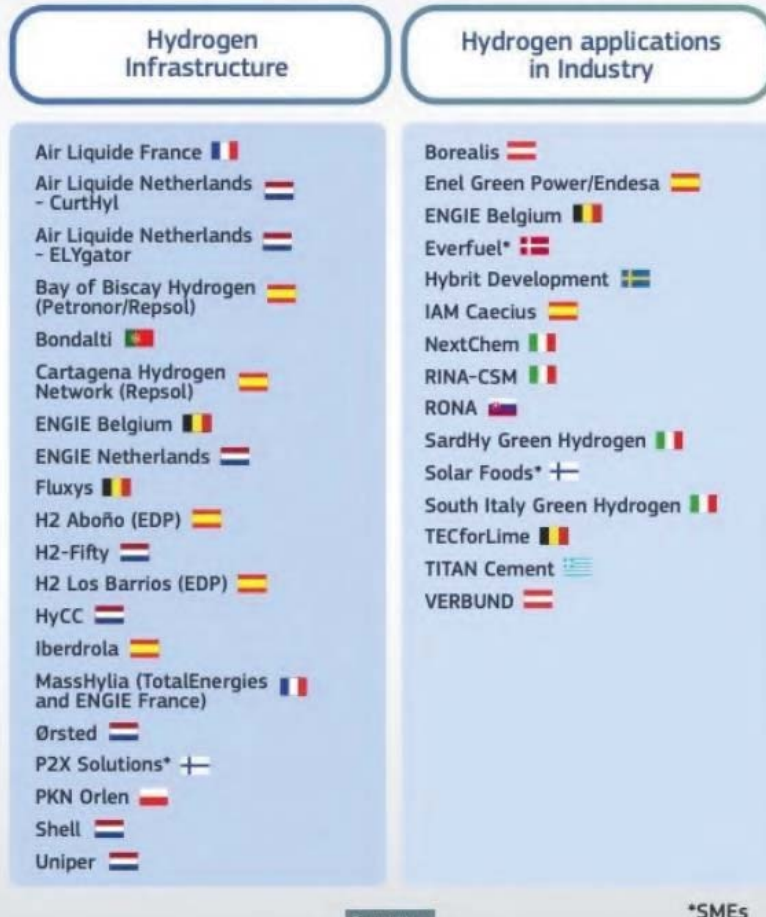 Hydrogen
Infrastructure
Air Liquide France
Air Liquide Netherlands
- CurtHyl
Air Liquide Netherlands
- ELYgator
Bay of Biscay Hydrogen
(Petronor/Repsol)
Bondalti
Cartagena Hydrogen
Network (Repsol)
ENGIE Belgium
ENGIE Netherlands
Fluxys
H2 Aboño (EDP)
H2-Fifty
H2 Los Barrios (EDP)
HyCC
Iberdrola
MassHylia (TotalEnergies
and ENGIE France)
Ørsted
P2X Solutions*
PKN Orlen
Shell
Uniper
Hydrogen applications
in Industry
Borealis
Enel Green Power/Endesa
ENGIE Belgium
Everfuel*
Hybrit Development
IAM Caecius
NextChem
RINA-CSM
RONA
SardHy Green Hydrogen
Solar Foods*
South Italy Green Hydrogen
TECforLime
TITAN Cement
VERBUND
*SMEs